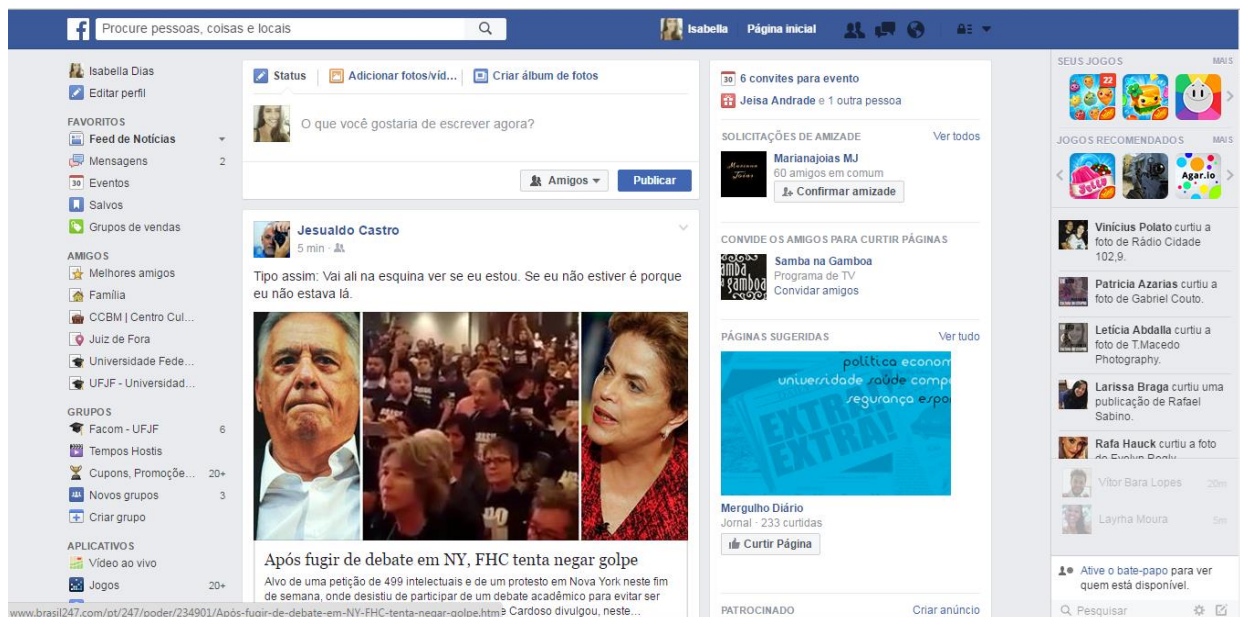 f
Procure pessoas, coisas e locais
Isabella
Página inicial
Isabella Dias
Editar perfil
FAVORITOS
Feed de Notícias
Mensagens 2
Eventos
Salvos
Grupos de vendas
AMIGOS
Melhores amigos
Família
CCBM | Centro Cul...
Juiz de Fora
Universidade Fede...
UFJF - Universidad...
GRUPOS
Facom - UFJF 6
Tempos Hostis
Cupons, Promoçõe... 20+
Novos grupos 3
Criar grupo
APLICATIVOS
Vídeo ao vivo
Jogos 20+
Status
Adicionar fotos/víd...
Criar álbum de fotos
O que você gostaria de escrever agora?
Amigos
Publicar
Jesualdo Castro
5 min ·
Tipo assim: Vai ali na esquina ver se eu estou. Se eu não estiver é porque
eu não estava lá.
Após fugir de debate em NY, FHC tenta negar golpe
Alvo de uma petição de 499 intelectuais e de um protesto em Nova York neste fim
de semana, onde desistiu de participar de um debate acadêmico para evitar ser
e Cardoso divulgou, neste...
www.brasil247.com/pt/247/poder/234901/Após-fugir-de-debate-em-NY-FHC-tenta-negar-golpe.htm
30 6 convites para evento
Jeisa Andrade e 1 outra pessoa
SOLICITAÇÕES DE AMIZADE Ver todos
Marianajoias MJ
60 amigos em comum
Confirmar amizade
CONVIDE OS AMIGOS PARA CURTIR PÁGINAS
Samba na Gamboa
Programa de TV
Convidar amigos
PÁGINAS SUGERIDAS Ver tudo
política econom
universidade saúde compo
segurança espor
EXTRA!
EXTRA!
Mergulho Diário
Jornal · 233 curtidas
Curtir Página
PATROCINADO Criar anúncio
SEUS JOGOS MAIS
22
JOGOS RECOMENDADOS MAIS
JELLY
Agar.io
Vinícius Polato curtiu a
foto de Rádio Cidade
102,9.
Patricia Azarias curtiu a
foto de Gabriel Couto.
Letícia Abdalla curtiu a
foto de T.Macedo
Photography.
Larissa Braga curtiu uma
publicação de Rafael
Sabino.
Rafa Hauck curtiu a foto
Vitor Bara Lopes 20m
Layrha Moura 5m
Ative o bate-papo para ver
quem está disponível.
Pesquisar